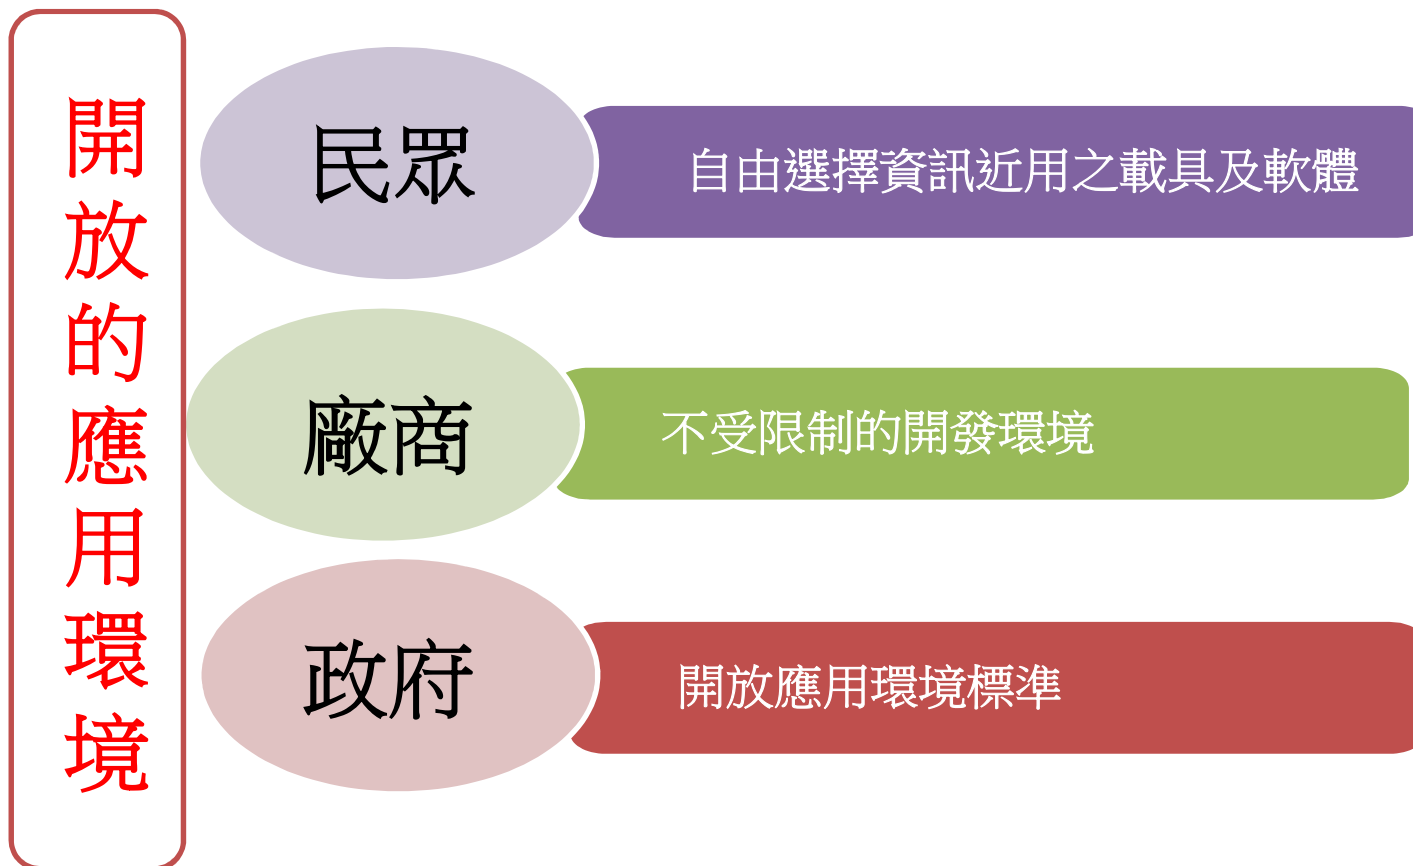 開放的應用環境
民眾
自由選擇資訊近用之載具及軟體
廠商
不受限制的開發環境
政府
開放應用環境標準